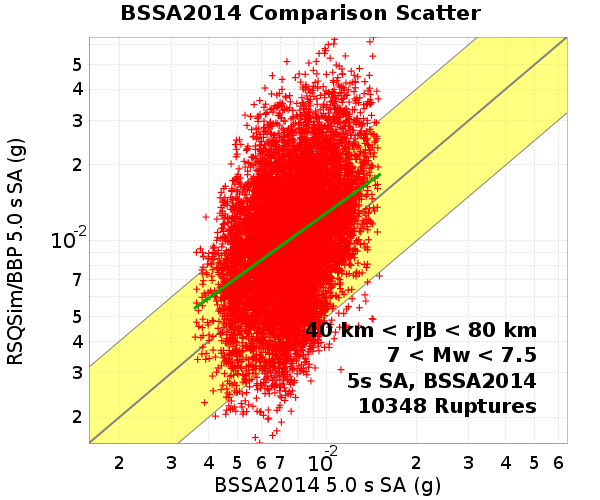 BSSA2014 Comparison Scatter
RSQSim/BBP 5.0 s SA (g)
5
4
3
2
10-2
7
5
4
3
2
40 km < rJB < 80 km
7 < Mw < 7.5
5s SA, BSSA2014
10348 Ruptures
2 3 4 5 6 7 10-2 2 3 4 5 6
BSSA2014 5.0 s SA (g)